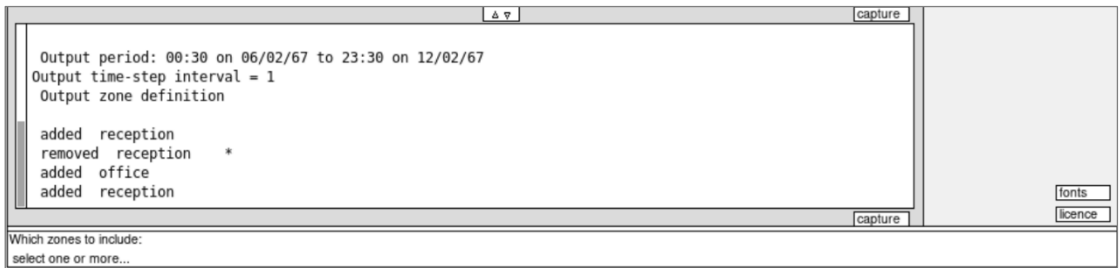 capture
Output period: 00:30 on 06/02/67 to 23:30 on 12/02/67
Output time-step interval = 1
Output zone definition
added reception
removed reception *
added office
added reception
fonts
licence
capture
Which zones to include:
select one or more...